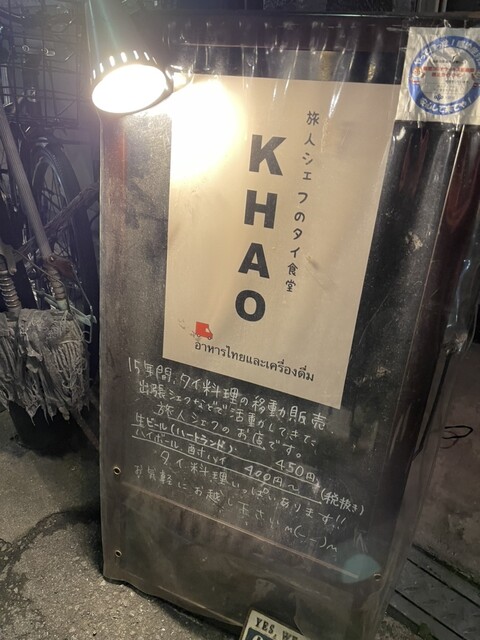 旅人シェフのタイ食堂
KHAO
อาหารไทยและเครื่องดื่ม
15年間、タイ料理の移動販売
出張シェフなどで活動してきた、
旅人シェフのお店です。
生ビール(ハートランド) 450円
ハイボール 酎ハイ 400円〜 (税抜き)
タイ料理いっぱいあります!!
お気軽にお越し下さいm(_ _)m
YES, WE